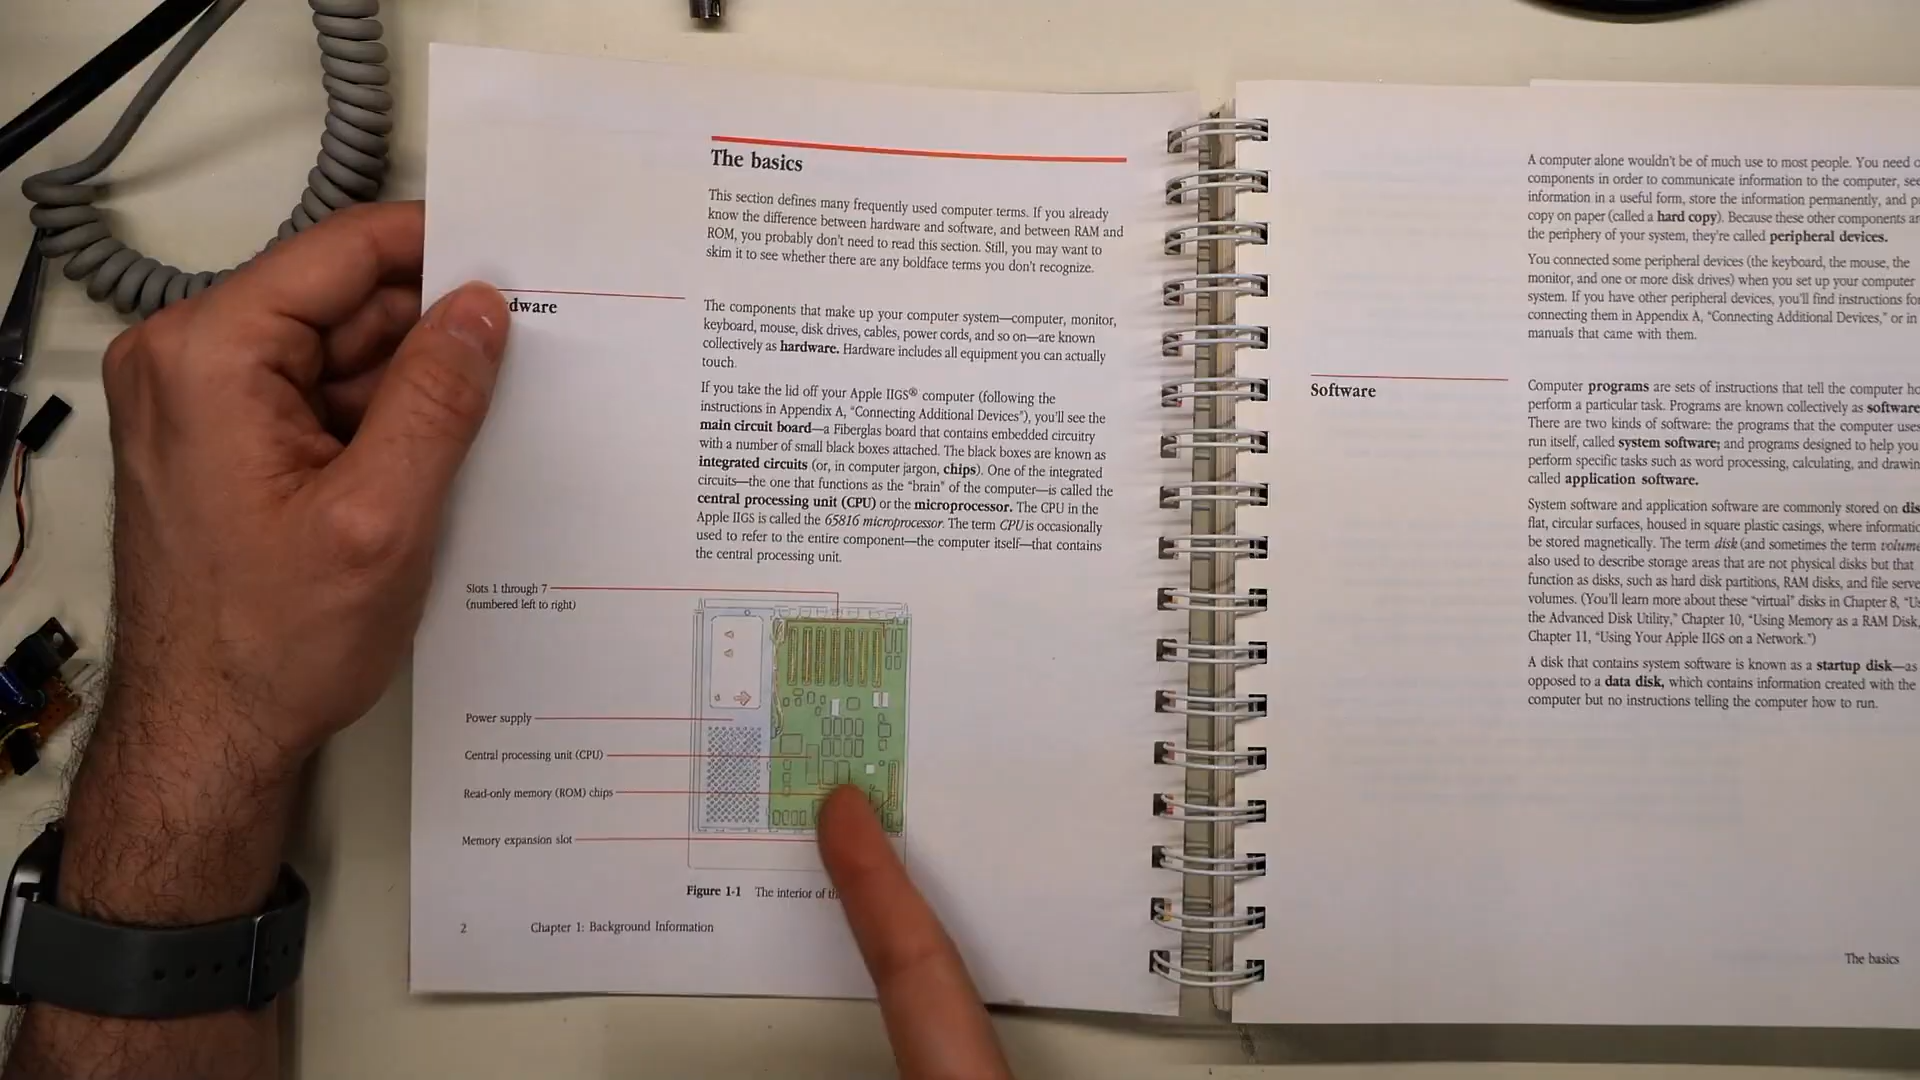 The basics
This section defines many frequently used computer terms. If you already
know the difference between hardware and software, and between RAM and
ROM, you probably don't need to read this section. Still, you may want to
skim it to see whether there are any boldface terms you don't recognize.
dware
The components that make up your computer system—computer, monitor,
keyboard, mouse, disk drives, cables, power cords, and so on—are known
collectively as hardware. Hardware includes all equipment you can actually
touch.
If you take the lid off your Apple IIGS® computer (following the
instructions in Appendix A, "Connecting Additional Devices"), you'll see the
main circuit board—a Fiberglas board that contains embedded circuitry
with a number of small black boxes attached. The black boxes are known as
integrated circuits (or, in computer jargon, chips). One of the integrated
circuits—the one that functions as the "brain" of the computer—is called the
central processing unit (CPU) or the microprocessor. The CPU in the
Apple IIGS is called the 65816 microprocessor. The term CPU is occasionally
used to refer to the entire component—the computer itself—that contains
the central processing unit.
Slots 1 through 7
(numbered left to right)
Power supply
Central processing unit (CPU)
Read-only memory (ROM) chips
Memory expansion slot
Figure 1-1 The interior of
2 Chapter 1: Background Information
A computer alone wouldn't be of much use to most people. You need
components in order to communicate information to the computer, see
information in a useful form, store the information permanently, and
copy on paper (called a hard copy). Because these other components
the periphery of your system, they're called peripheral devices.
You connected some peripheral devices (the keyboard, the mouse, the
monitor, and one or more disk drives) when you set up your computer
system. If you have other peripheral devices, you'll find instructions for
connecting them in Appendix A, "Connecting Additional Devices," or in
manuals that came with them.
Software
Computer programs are sets of instructions that tell the computer
perform a particular task. Programs are known collectively as software
There are two kinds of software: the programs that the computer uses
run itself, called system software; and programs designed to help you
perform specific tasks such as word processing, calculating, and
called application software.
System software and application software are commonly stored on
flat, circular surfaces, housed in square plastic casings, where
be stored magnetically. The term disk (and sometimes the term volume
also used to describe storage areas that are not physical disks but that
function as disks, such as hard disk partitions, RAM disks, and file
volumes. (You'll learn more about these "virtual" disks in Chapter 8,
the Advanced Disk Utility," Chapter 10, "Using Memory as a RAM Disk,
Chapter 11, "Using Your Apple IIGS on a Network.")
A disk that contains system software is known as a startup disk—as
opposed to a data disk, which contains information created with the
computer but no instructions telling the computer how to run.
The basics